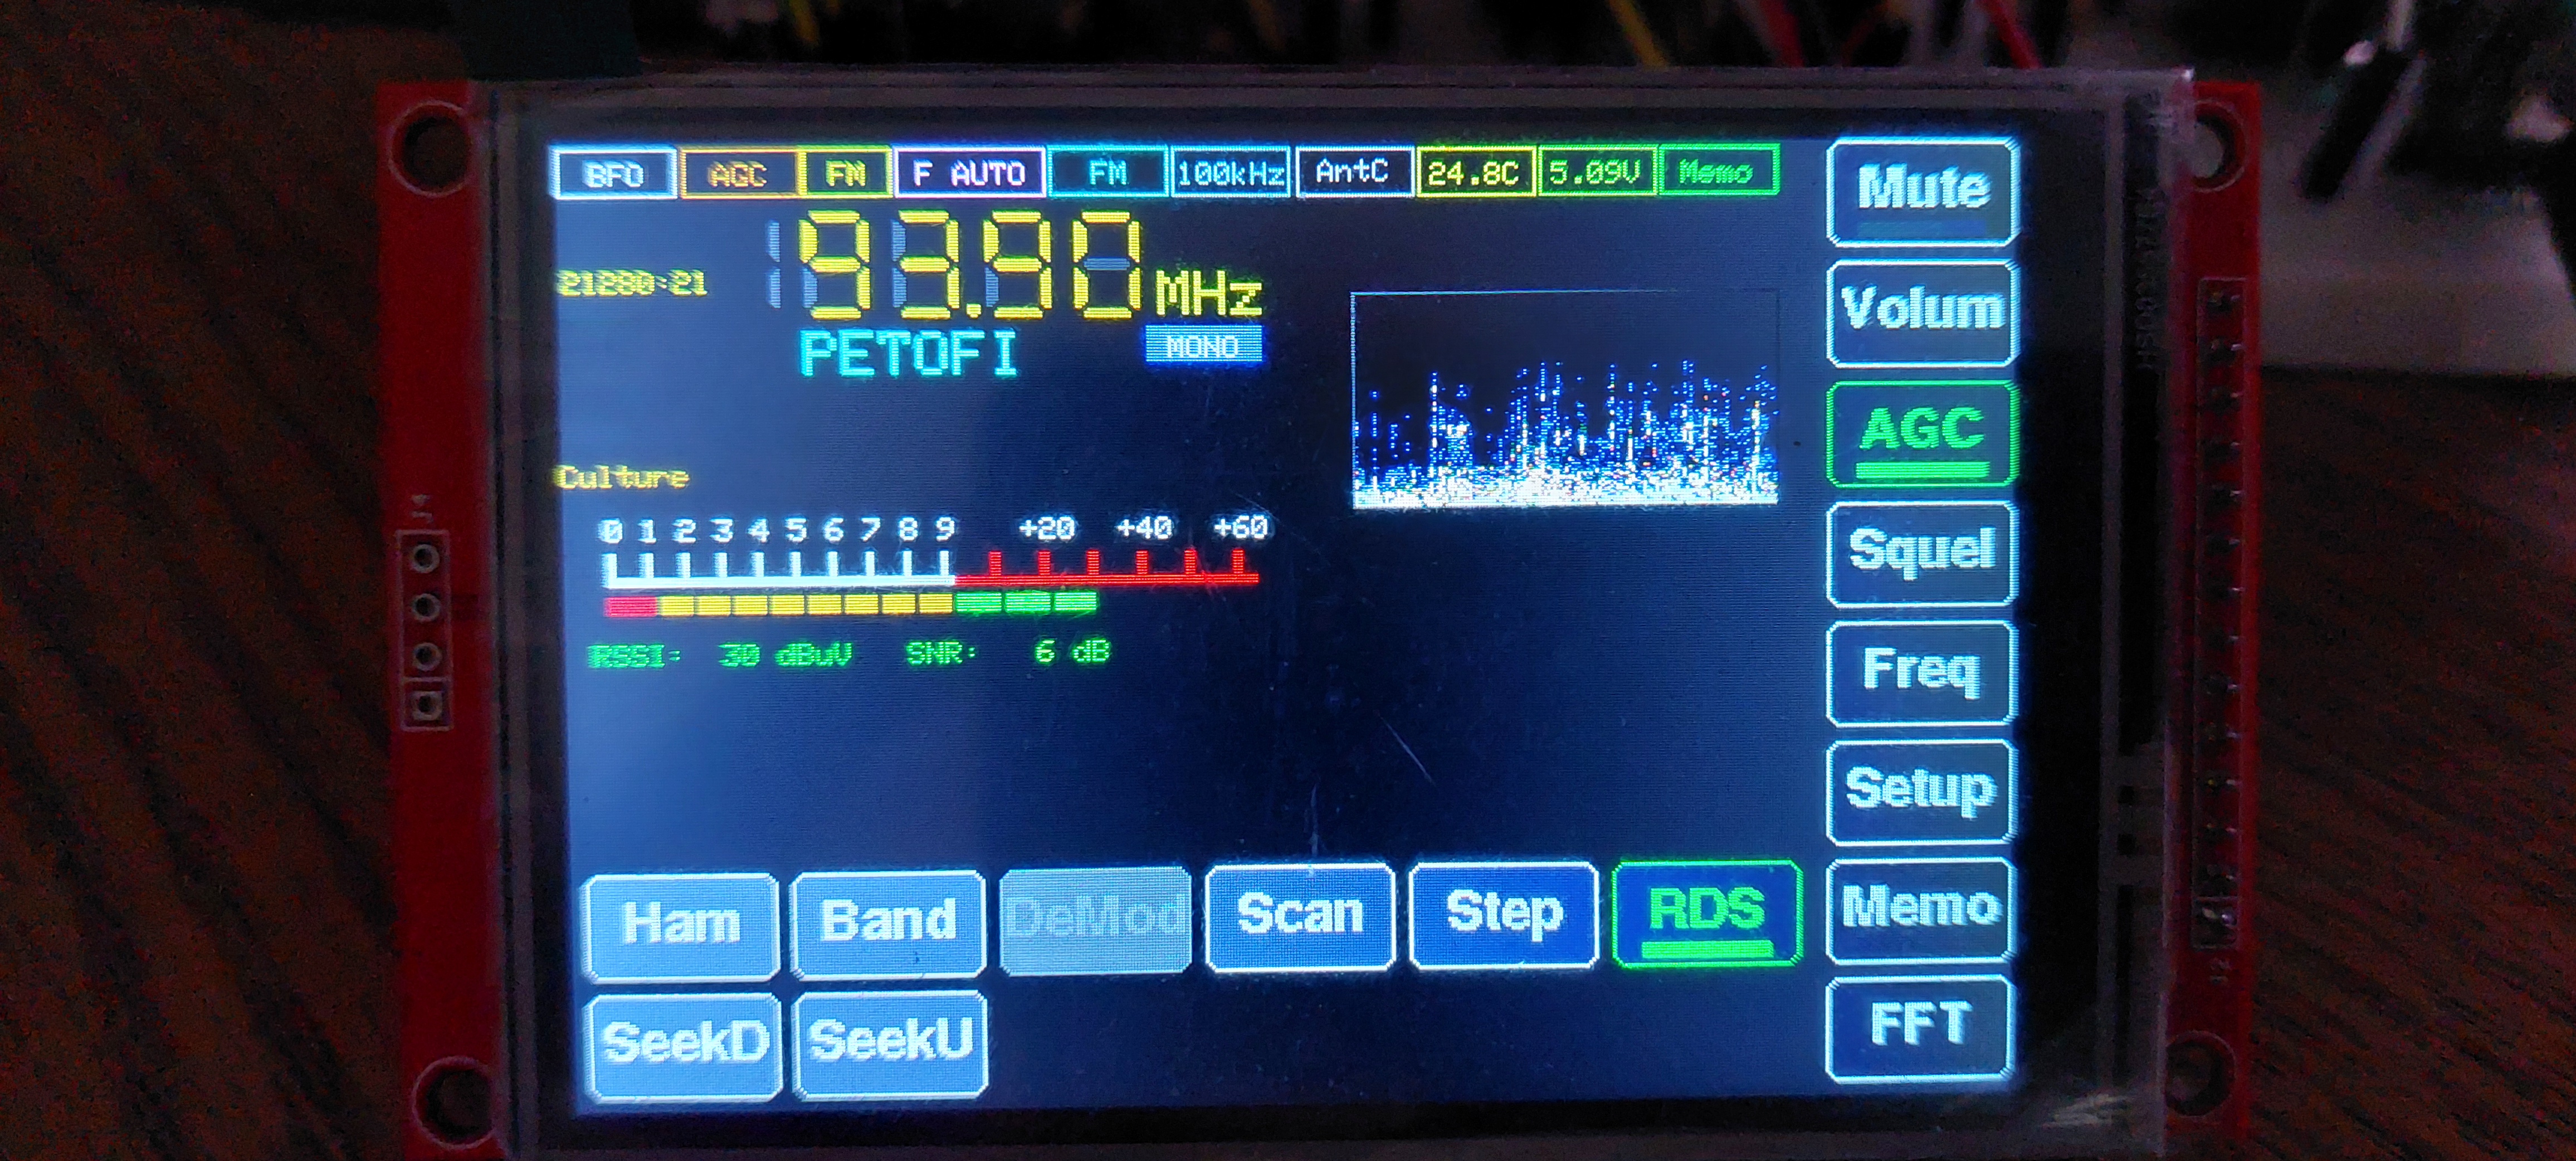 BFO AGC FM F AUTO FM 100kHz AntC 24.8C 5.09V Memo
Mute
93.90 MHz
21280:21
PETOFI MONO
Volum
AGC
Culture
0 1 2 3 4 5 6 7 8 9 +20 +40 +60
Squel
RSSI: 30 dBuV SNR: 6 dB
Freq
Setup
Ham Band DeMod Scan Step RDS Memo
SeekD SeekU FFT